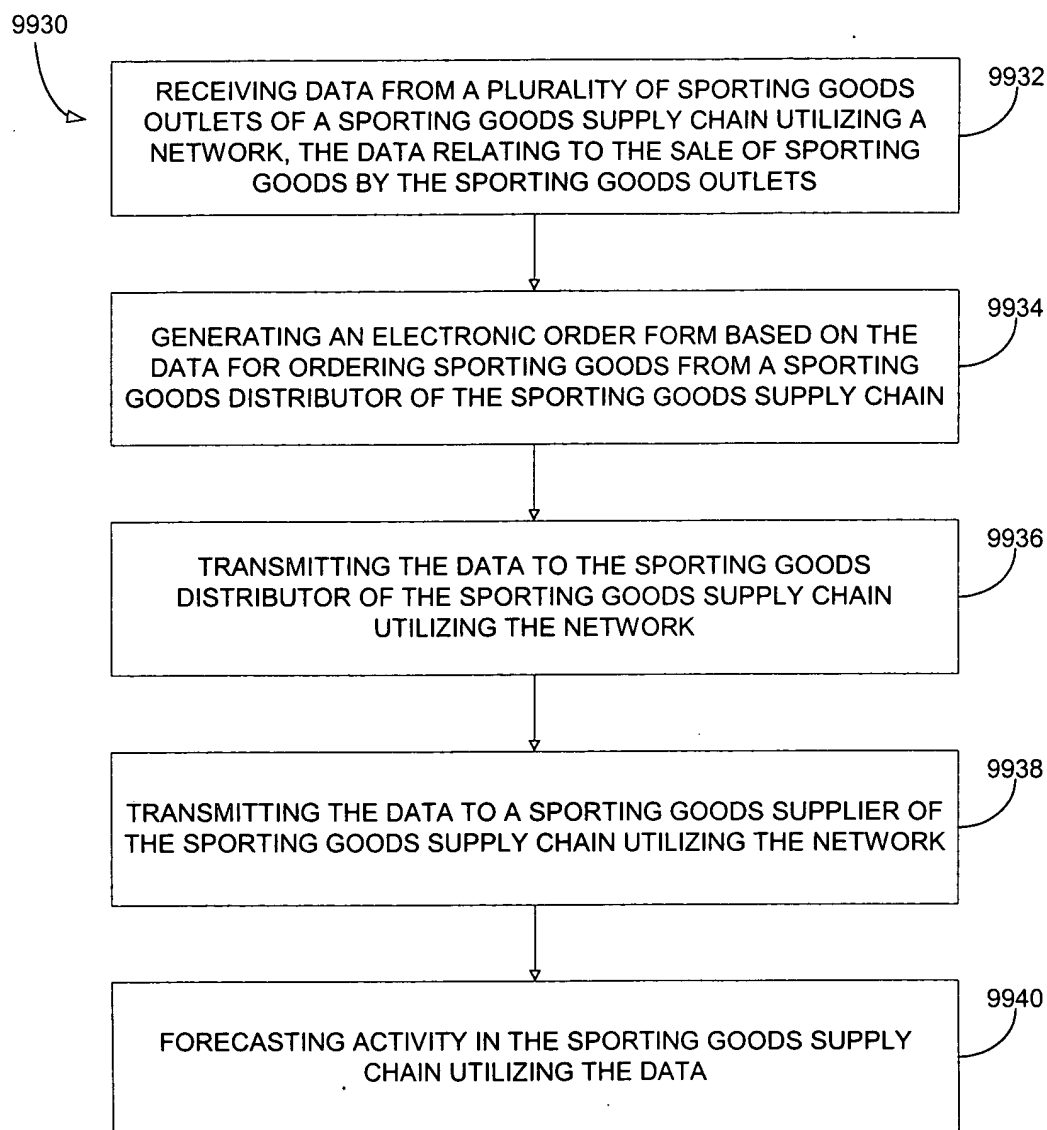 9930
RECEIVING DATA FROM A PLURALITY OF SPORTING GOODS
OUTLETS OF A SPORTING GOODS SUPPLY CHAIN UTILIZING A
NETWORK, THE DATA RELATING TO THE SALE OF SPORTING
GOODS BY THE SPORTING GOODS OUTLETS
9932
GENERATING AN ELECTRONIC ORDER FORM BASED ON THE
DATA FOR ORDERING SPORTING GOODS FROM A SPORTING
GOODS DISTRIBUTOR OF THE SPORTING GOODS SUPPLY CHAIN
9934
TRANSMITTING THE DATA TO THE SPORTING GOODS
DISTRIBUTOR OF THE SPORTING GOODS SUPPLY CHAIN
UTILIZING THE NETWORK
9936
TRANSMITTING THE DATA TO A SPORTING GOODS SUPPLIER OF
THE SPORTING GOODS SUPPLY CHAIN UTILIZING THE NETWORK
9938
FORECASTING ACTIVITY IN THE SPORTING GOODS SUPPLY
CHAIN UTILIZING THE DATA
9940